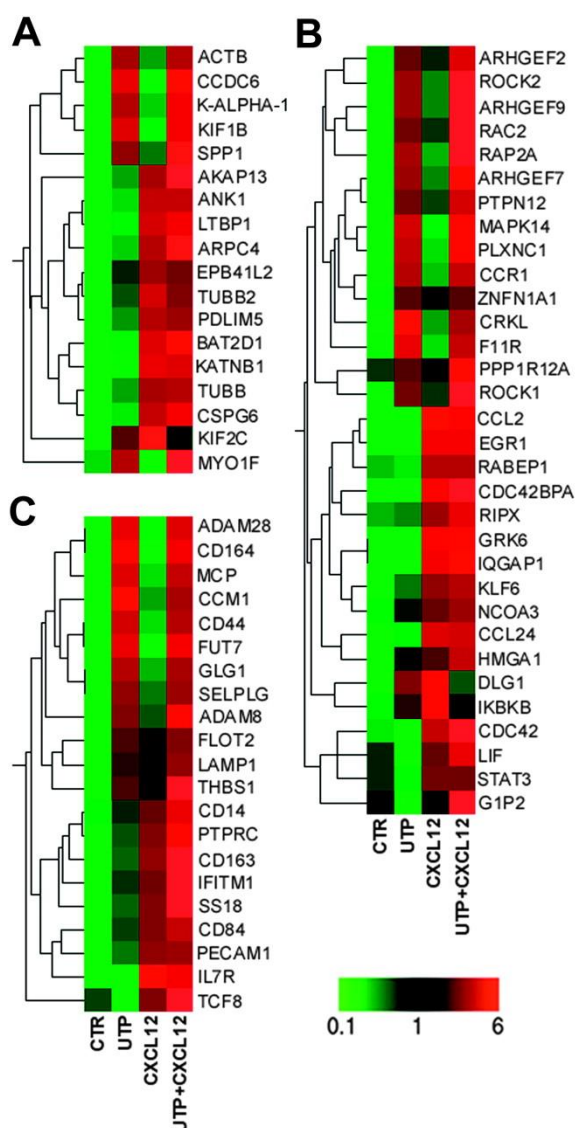 A
ACTB
CCDC6
K-ALPHA-1
KIF1B
SPP1
AKAP13
ANK1
LTBP1
ARPC4
EPB41L2
TUBB2
PDLIM5
BAT2D1
KATNB1
TUBB
CSPG6
KIF2C
MYO1F
C
ADAM28
CD164
MCP
CCM1
CD44
FUT7
GLG1
SELPLG
ADAM8
FLOT2
LAMP1
THBS1
CD14
PTPRC
CD163
IFITM1
SS18
CD84
PECAM1
IL7R
TCF8
CTR
UTP
CXCL12
UTP+CXCL12
B
ARHGEF2
ROCK2
ARHGEF9
RAC2
RAP2A
ARHGEF7
PTPN12
MAPK14
PLXNC1
CCR1
ZNFN1A1
CRKL
F11R
PPP1R12A
ROCK1
CCL2
EGR1
RABEP1
CDC42BPA
RIPX
GRK6
IQGAP1
KLF6
NCOA3
CCL24
HMGA1
DLG1
IKBKB
CDC42
LIF
STAT3
G1P2
CTR
UTP
CXCL12
UTP+CXCL12
0.1 1 6